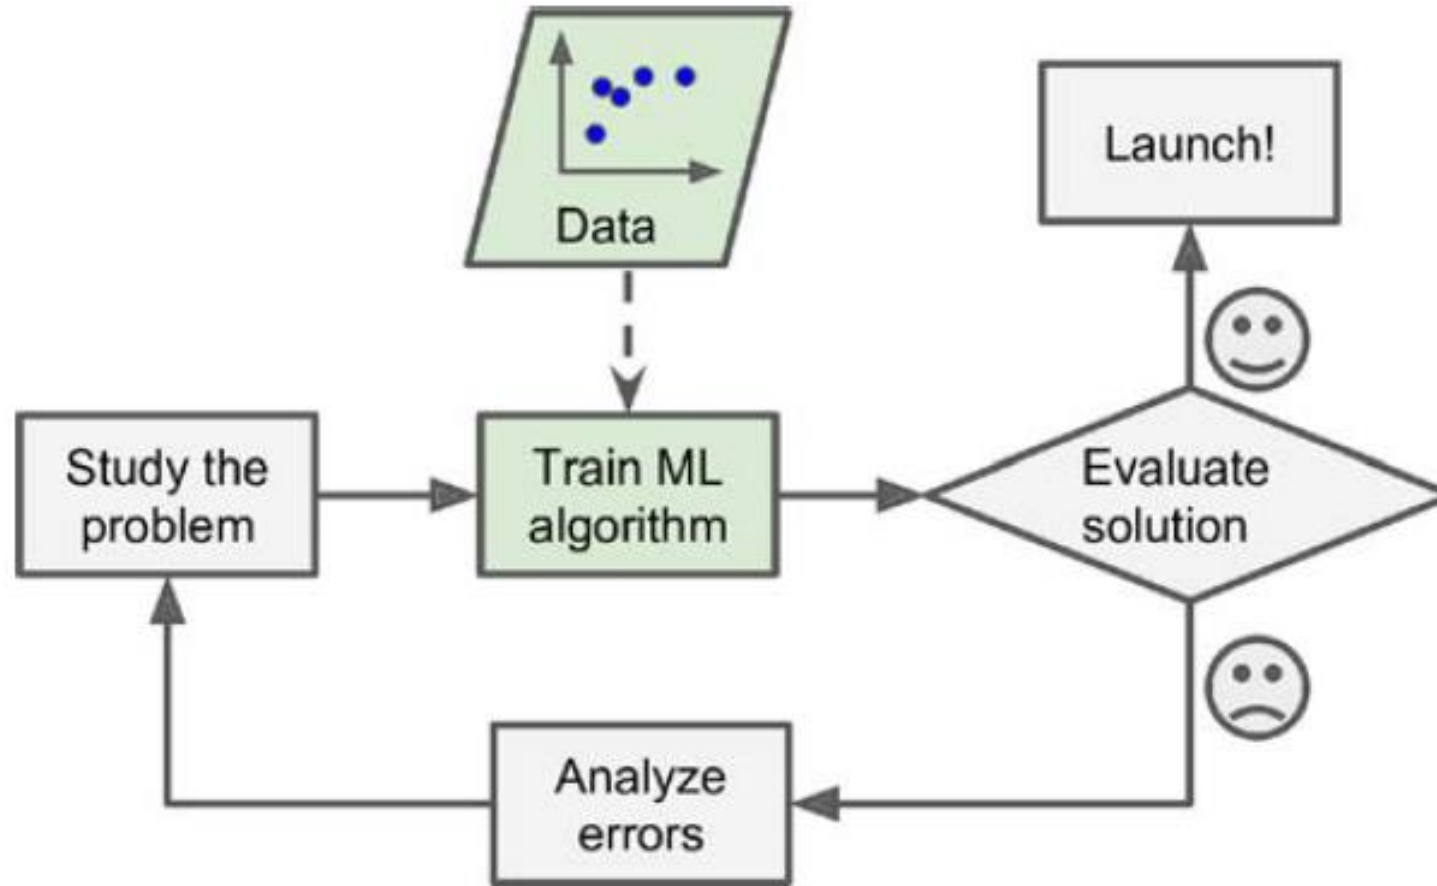 Data
Launch!
Study the
problem
Train ML
algorithm
Evaluate
solution
Analyze
errors